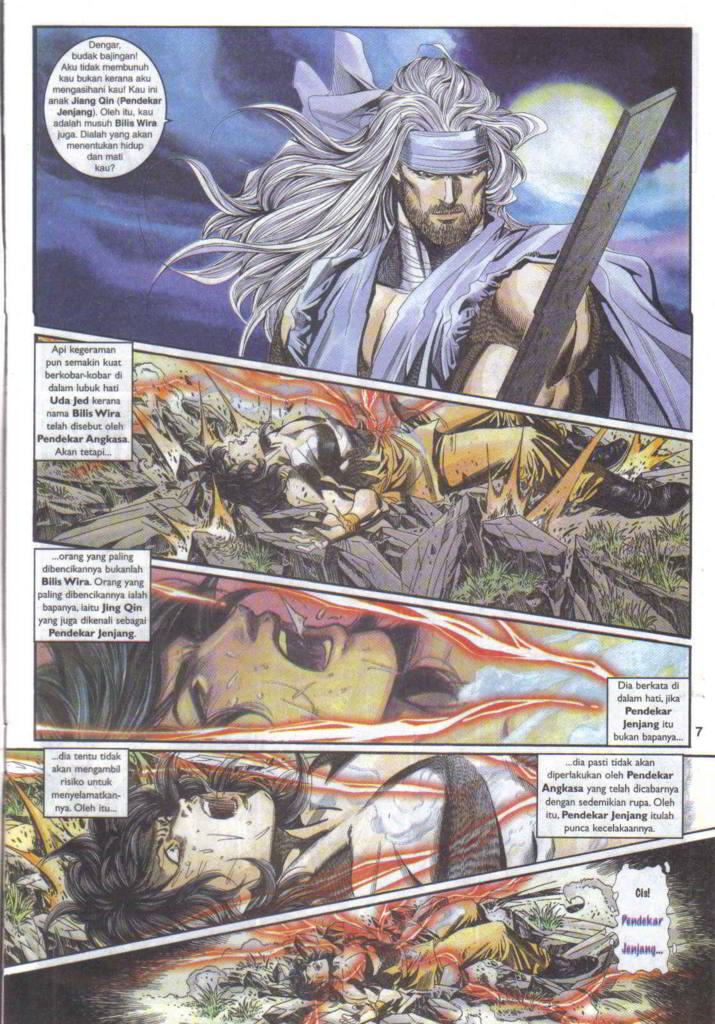 Dengar,
budak bajingan!
Aku tidak membunuh
kau bukan kerana aku
mengasihani kau! Kau ini
anak Jiang Qin (Pendekar
Jenjang). Oleh itu, kau
adalah musuh Bilis Wira
juga. Dialah yang akan
menentukan hidup
dan mati
kau?
Api kegeraman
pun semakin kuat
berkobar-kobar di
dalam lubuk hati
Uda Jed kerana
nama Bilis Wira
telah disebut oleh
Pendekar Angkasa.
Akan tetapi...
...orang yang paling
dibencikannya bukanlah
Bilis Wira. Orang yang
paling dibencikannya ialah
bapanya, iaitu Jing Qin
yang juga dikenali sebagai
Pendekar Jenjang.
Dia berkata di
dalam hati, jika
Pendekar
Jenjang itu
bukan bapanya...
7
...dia tentu tidak
akan mengambil
risiko untuk
menyelamatkan-
nya. Oleh itu...
...dia pasti tidak akan
diperlakukan oleh Pendekar
Angkasa yang telah dicabarnya
dengan sedemikian rupa. Oleh
itu, Pendekar Jenjang itulah
punca kecelakaannya.
Cis!
Pendekar
Jenjang...